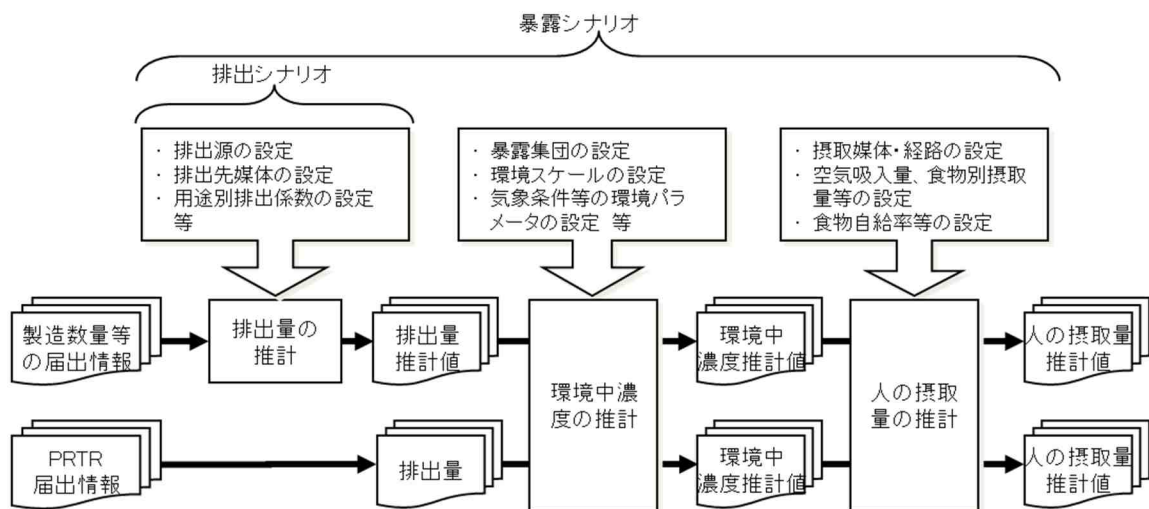 暴露シナリオ
排出シナリオ
・ 排出源の設定
・ 排出先媒体の設定
・ 用途別排出係数の設定
等
・ 暴露集団の設定
・ 環境スケールの設定
・ 気象条件等の環境パラ
メータの設定 等
・ 摂取媒体・経路の設定
・ 空気吸入量、食物別摂取
量等の設定
・ 食物自給率等の設定
製造数量等
の届出情報
排出量の
推計
排出量
推計値
環境中濃
度の推計
環境中
濃度推計値
人の摂取
量の推計
人の摂取量
推計値
PRTR
届出情報
排出量
環境中
濃度推計値
人の摂取量
推計値